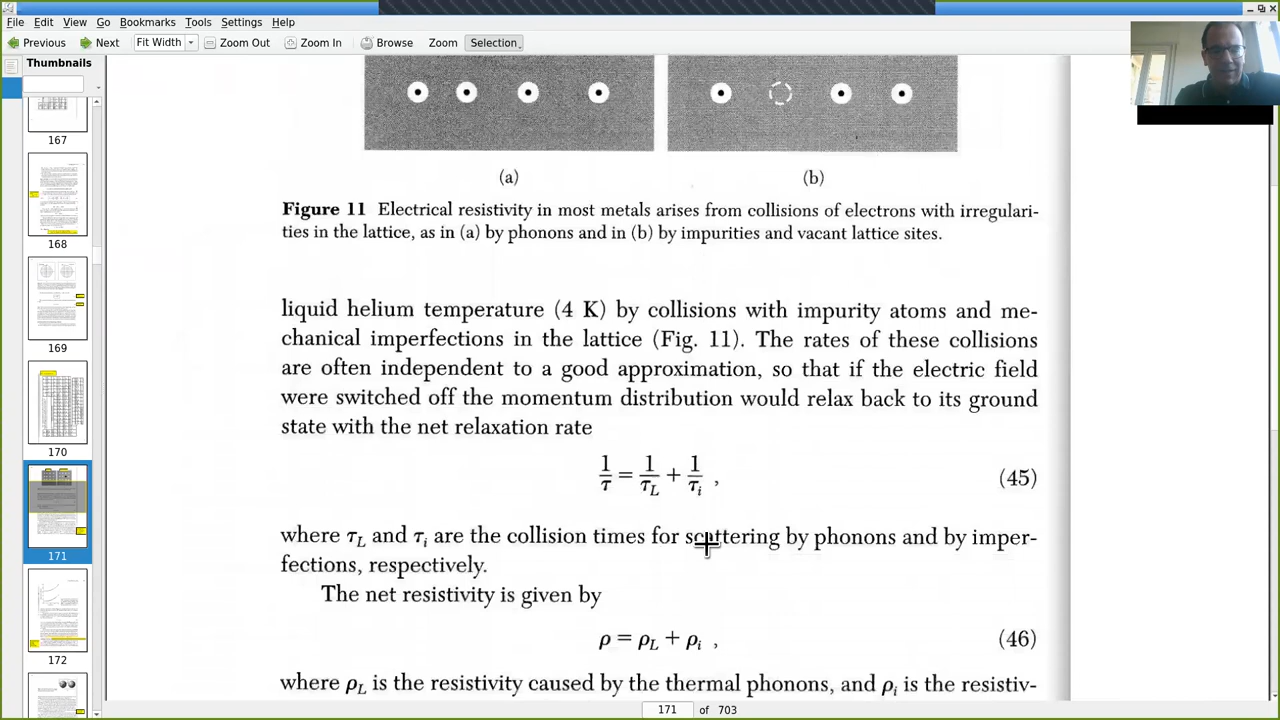 File Edit View Go Bookmarks Tools Settings Help
Previous Next Fit Width Zoom Out Zoom In Browse Zoom Selection
Thumbnails
167
168
169
170
171
172
(a) (b)
Figure 11 Electrical resistivity in most metals arises from collisions of electrons with irregulari-
ties in the lattice, as in (a) by phonons and in (b) by impurities and vacant lattice sites.
liquid helium temperature (4 K) by collisions with impurity atoms and me-
chanical imperfections in the lattice (Fig. 11). The rates of these collisions
are often independent to a good approximation, so that if the electric field
were switched off the momentum distribution would relax back to its ground
state with the net relaxation rate
1/τ = 1/τ_L + 1/τ_i , (45)
where τ_L and τ_i are the collision times for scattering by phonons and by imper-
fections, respectively.
The net resistivity is given by
ρ = ρ_L + ρ_i , (46)
where ρ_L is the resistivity caused by the thermal phonons, and ρ_i is the resistiv-
171 of 703